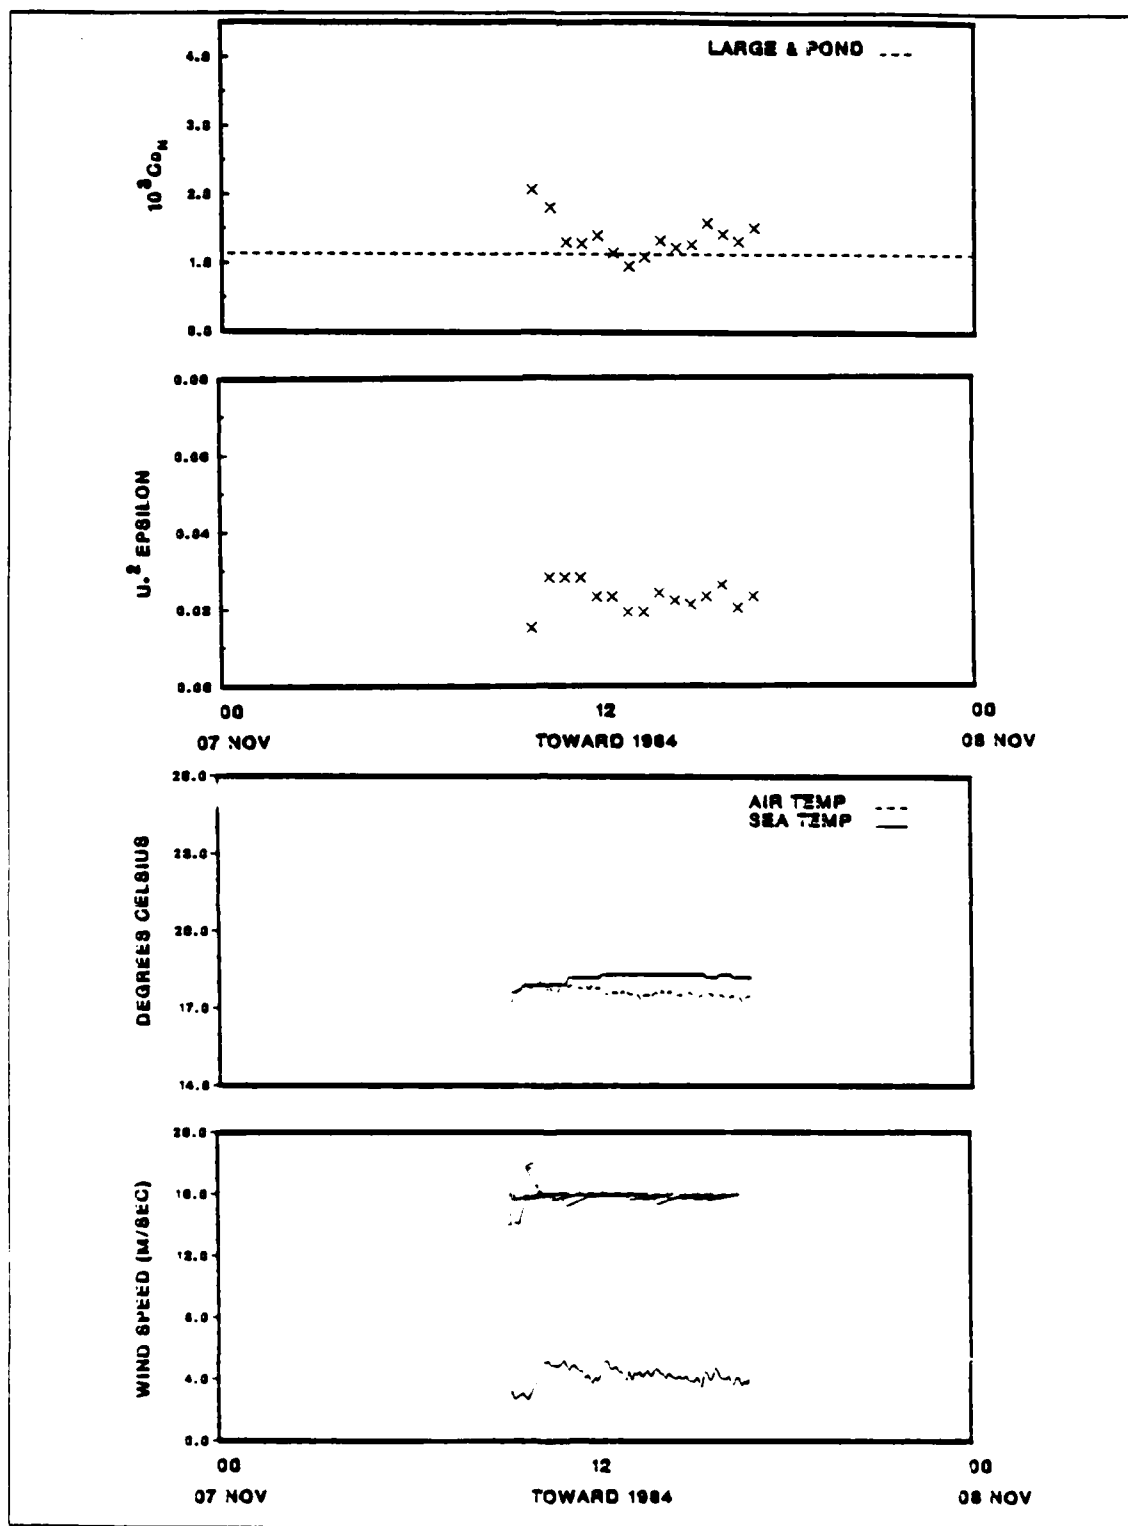 LARGE & POND
4.0
3.0
2.0
1.0
0.0
10³C_DN
0.08
0.06
0.04
0.02
0.00
U.² EPSILON
00 12 00
07 NOV TOWARD 1984 08 NOV
26.0
23.0
20.0
17.0
14.0
AIR TEMP
SEA TEMP
DEGREES CELSIUS
20.0
16.0
12.0
8.0
4.0
0.0
WIND SPEED (M/SEC)
00 12 00
07 NOV TOWARD 1984 08 NOV